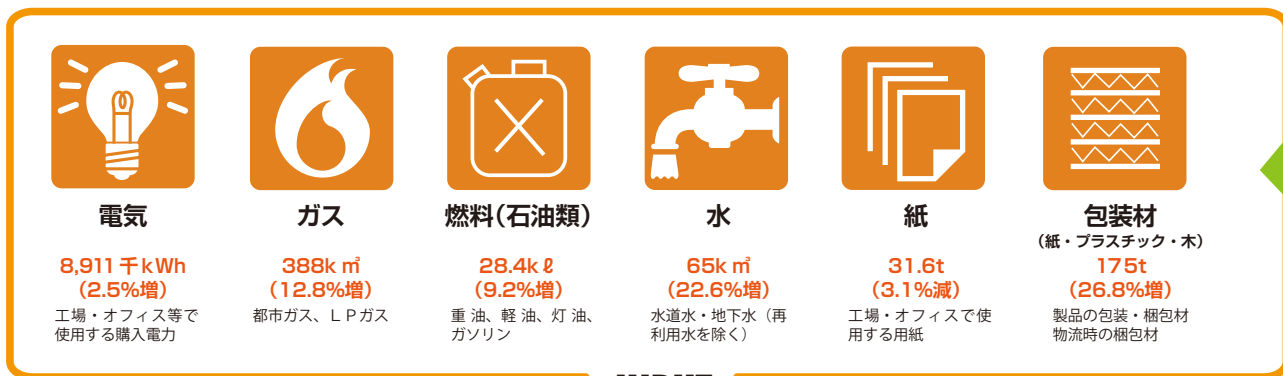 電気
8,911 千kWh
(2.5%増)
工場・オフィス等で
使用する購入電力
ガス
388k ㎥
(12.8%増)
都市ガス、LPガス
燃料(石油類)
28.4k ℓ
(9.2%増)
重油、軽油、灯油、
ガソリン
水
65k ㎥
(22.6%増)
水道水・地下水（再
利用水を除く）
紙
31.6t
(3.1%減)
工場・オフィスで使
用する用紙
包装材
(紙・プラスチック・木)
175t
(26.8%増)
製品の包装・梱包材
物流時の梱包材